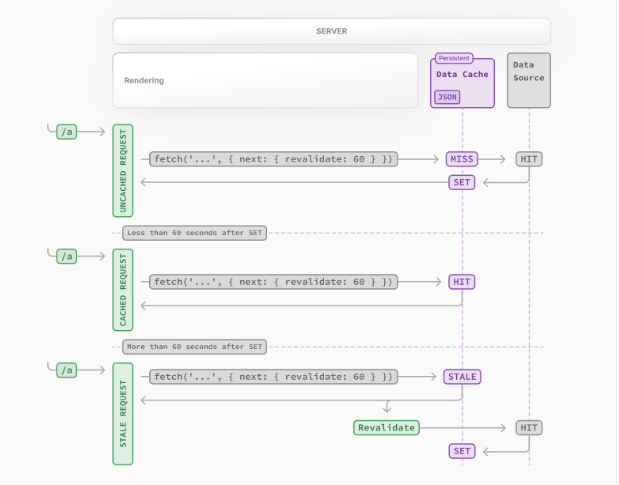 SERVER
Rendering
Persistent
Data Cache
JSON
Data
Source
/a
UNCACHED REQUEST
fetch('...', { next: { revalidate: 60 } })
MISS
HIT
SET
Less than 60 seconds after SET
/a
CACHED REQUEST
fetch('...', { next: { revalidate: 60 } })
HIT
More than 60 seconds after SET
/a
STALE REQUEST
fetch('...', { next: { revalidate: 60 } })
STALE
Revalidate
HIT
SET